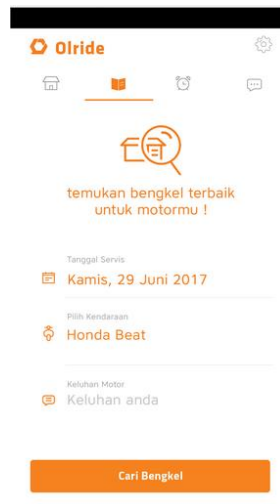 Olride
temukan bengkel terbaik
untuk motormu !
Tanggal Servis
Kamis, 29 Juni 2017
Pilih Kendaraan
Honda Beat
Keluhan Motor
Keluhan anda
Cari Bengkel